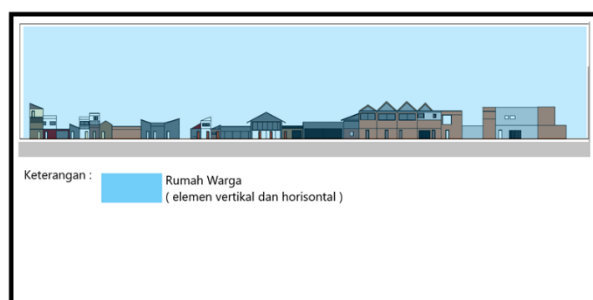 Keterangan :
Rumah Warga
( elemen vertikal dan horisontal )